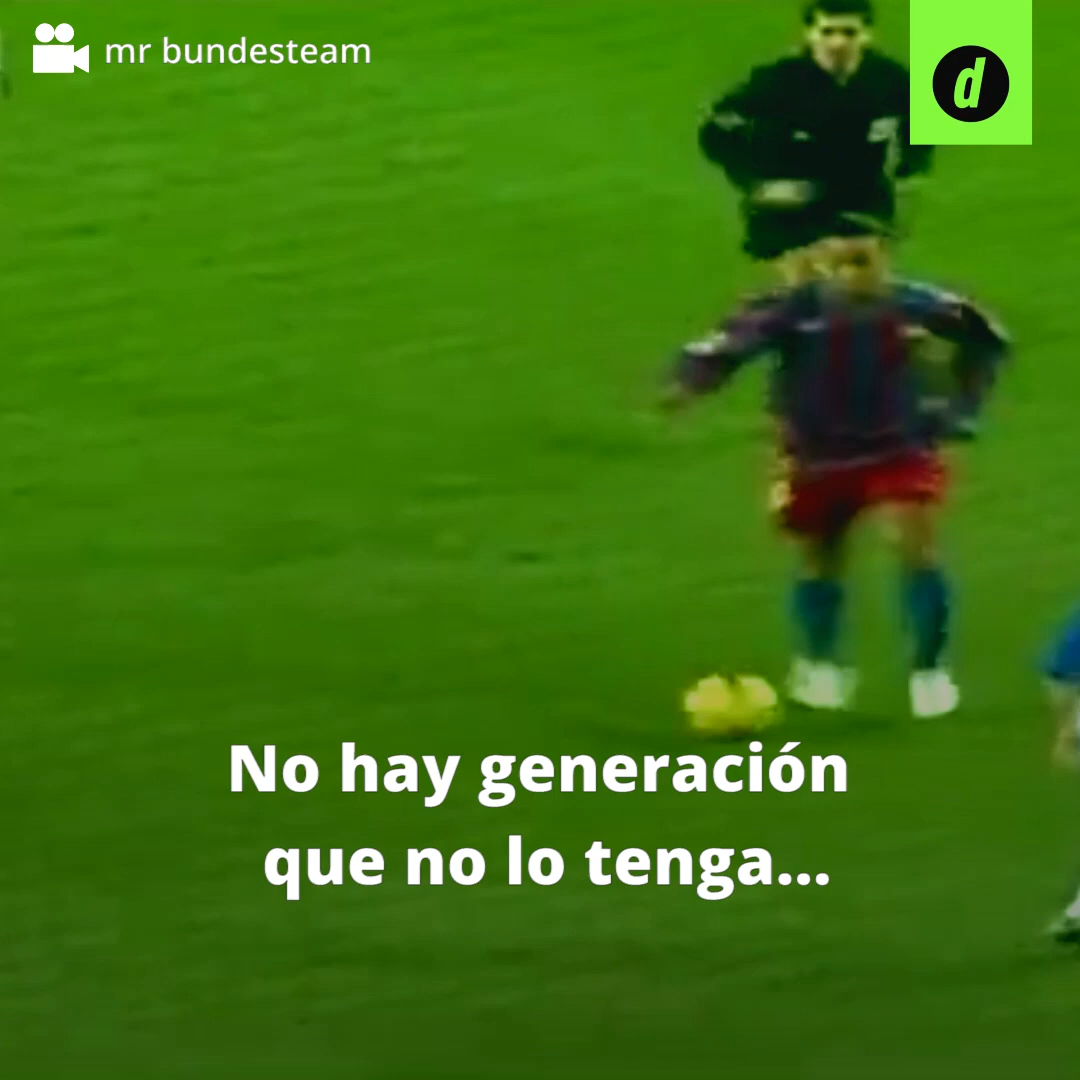 mr bundesteam
d
No hay generación
que no lo tenga...